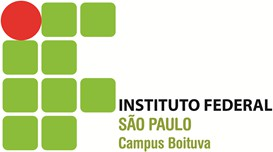 INSTITUTO FEDERAL
SÃO PAULO
Campus Boituva